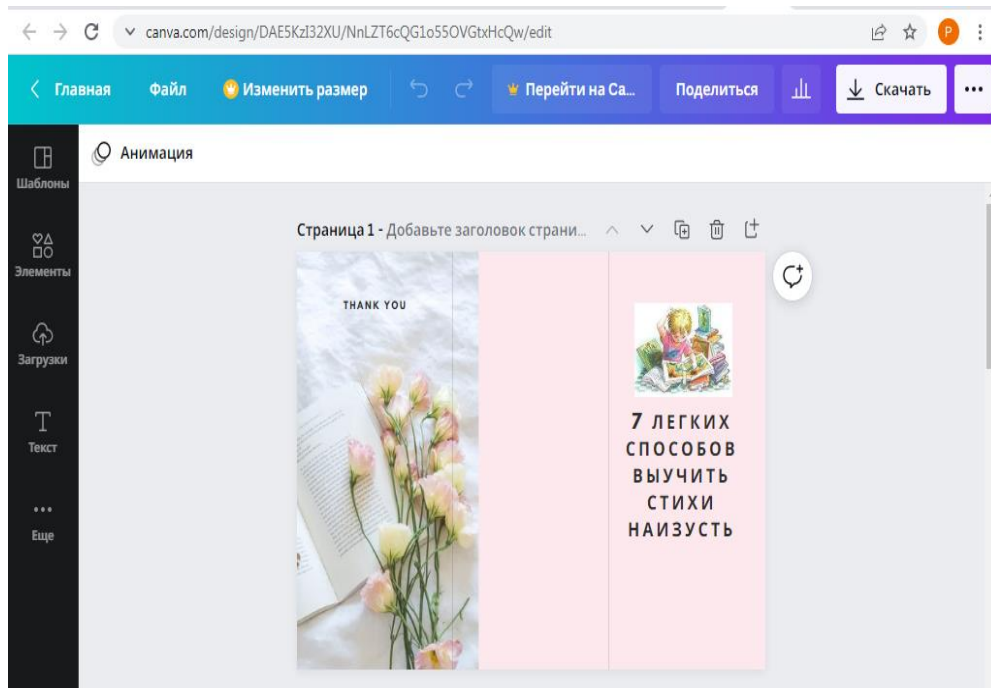 canva.com/design/DAE5KzI32XU/NnLZT6cQG1o55OVGtxHcQw/edit
P
Главная Файл Изменить размер Перейти на Ca... Поделиться Скачать
Анимация
Шаблоны
Элементы
Загрузки
Текст
Еще
Страница 1 - Добавьте заголовок страни...
THANK YOU
7 ЛЕГКИХ
СПОСОБОВ
ВЫУЧИТЬ
СТИХИ
НАИЗУСТЬ